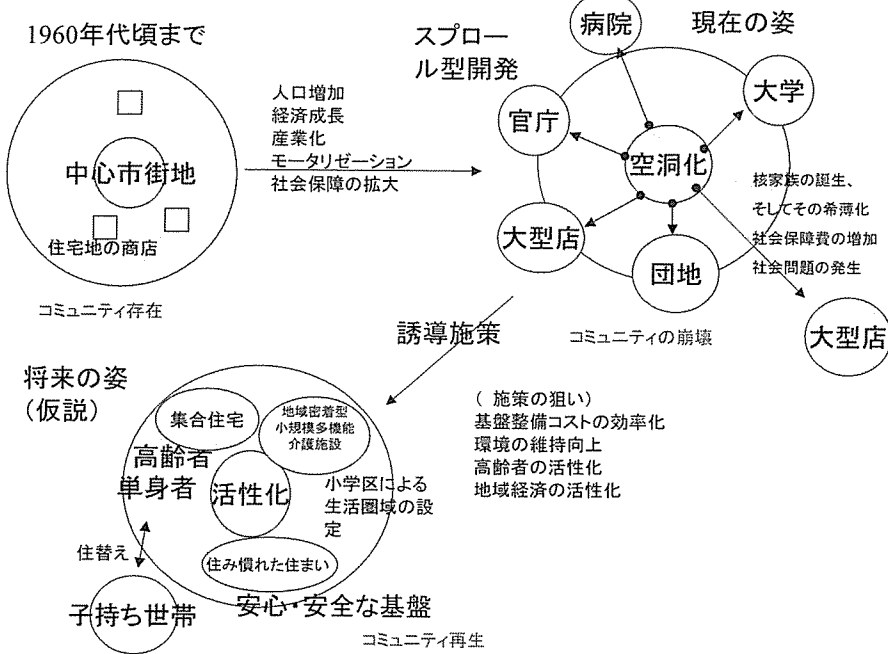 1960年代頃まで
中心市街地
住宅地の商店
コミュニティ存在
人口増加
経済成長
産業化
モータリゼーション
社会保障の拡大
スプロー
ル型開発
現在の姿
病院
大学
官庁
空洞化
大型店
団地
核家族の誕生、
そしてその希薄化
社会保障費の増加
社会問題の発生
大型店
コミュニティの崩壊
誘導施策
将来の姿
（仮説）
集合住宅
地域密着型
小規模多機能
介護施設
高齢者
単身者
活性化
小学区による
生活圏域の設
定
住み慣れた住まい
住替え
子持ち世帯
安心・安全な基盤
コミュニティ再生
（ 施策の狙い）
基盤整備コストの効率化
環境の維持向上
高齢者の活性化
地域経済の活性化